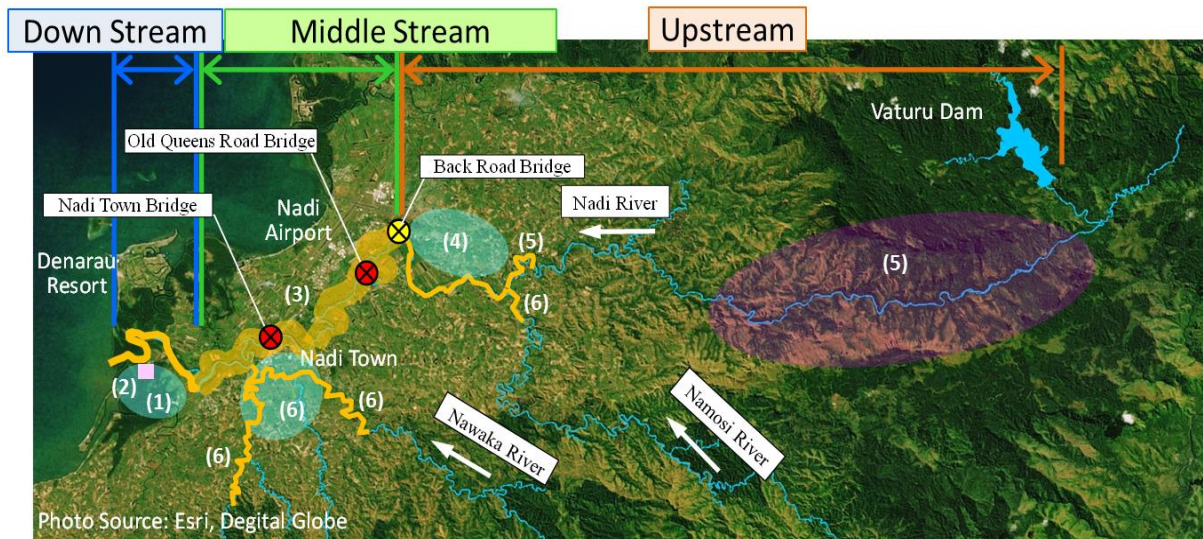 Down Stream
Middle Stream
Upstream
Vaturu Dam
Old Queens Road Bridge
Back Road Bridge
Nadi Town Bridge
Nadi River
Nadi
Airport
Denarau
Resort
(4)
(5)
(5)
(3)
(6)
Nadi Town
(2)
(1)
(6)
(6)
(6)
Nawaka River
Namosi River
Photo Source: Esri, Degital Globe